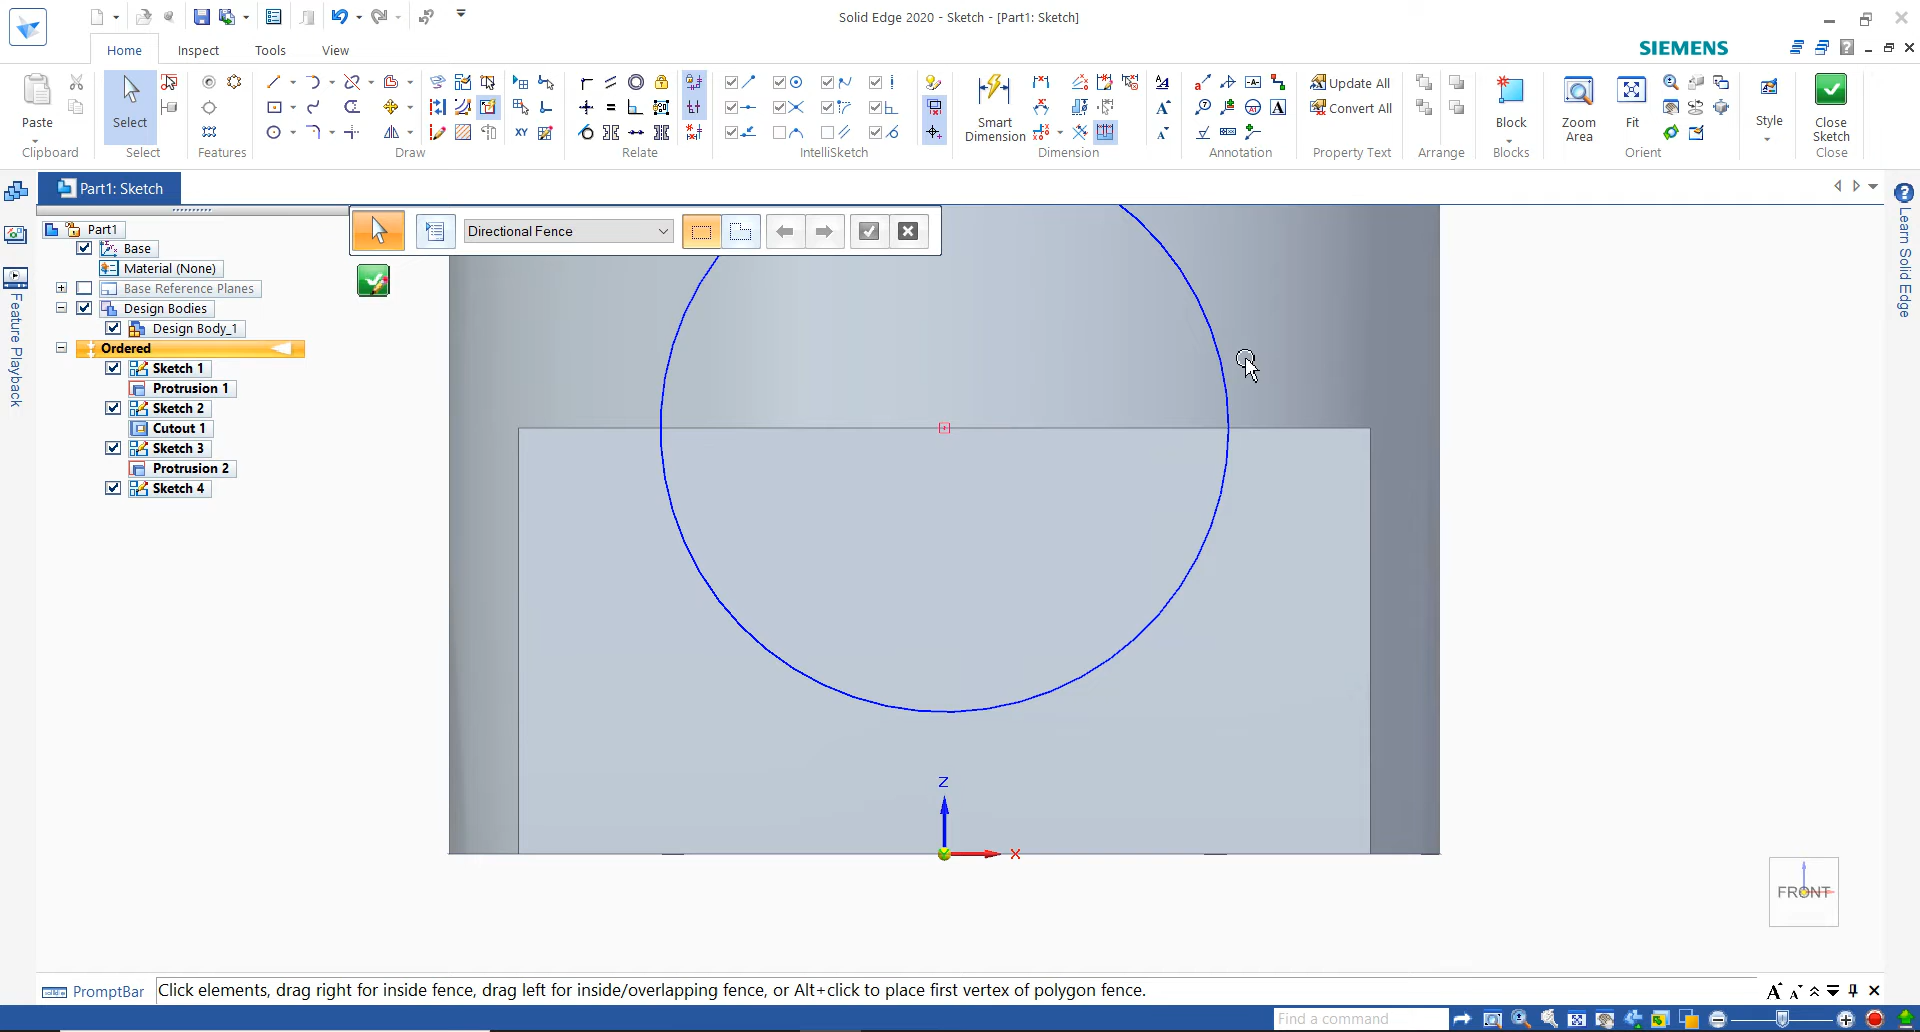 Solid Edge 2020 - Sketch - [Part1: Sketch]
Home Inspect Tools View
SIEMENS
Paste
Clipboard
Select
Select
Features
Draw
Relate
IntelliSketch
Smart
Dimension
Dimension
Annotation
Update All
Convert All
Property Text
Arrange
Block
Blocks
Zoom
Area
Fit
Orient
Style
Close
Sketch
Close
Part1: Sketch
Directional Fence
Part1
Base
Material (None)
Base Reference Planes
Design Bodies
Design Body_1
Ordered
Sketch 1
Protrusion 1
Sketch 2
Cutout 1
Sketch 3
Protrusion 2
Sketch 4
Feature Playback
Learn Solid Edge
Z
X
FRONT
PromptBar
Click elements, drag right for inside fence, drag left for inside/overlapping fence, or Alt+click to place first vertex of polygon fence.
Find a command